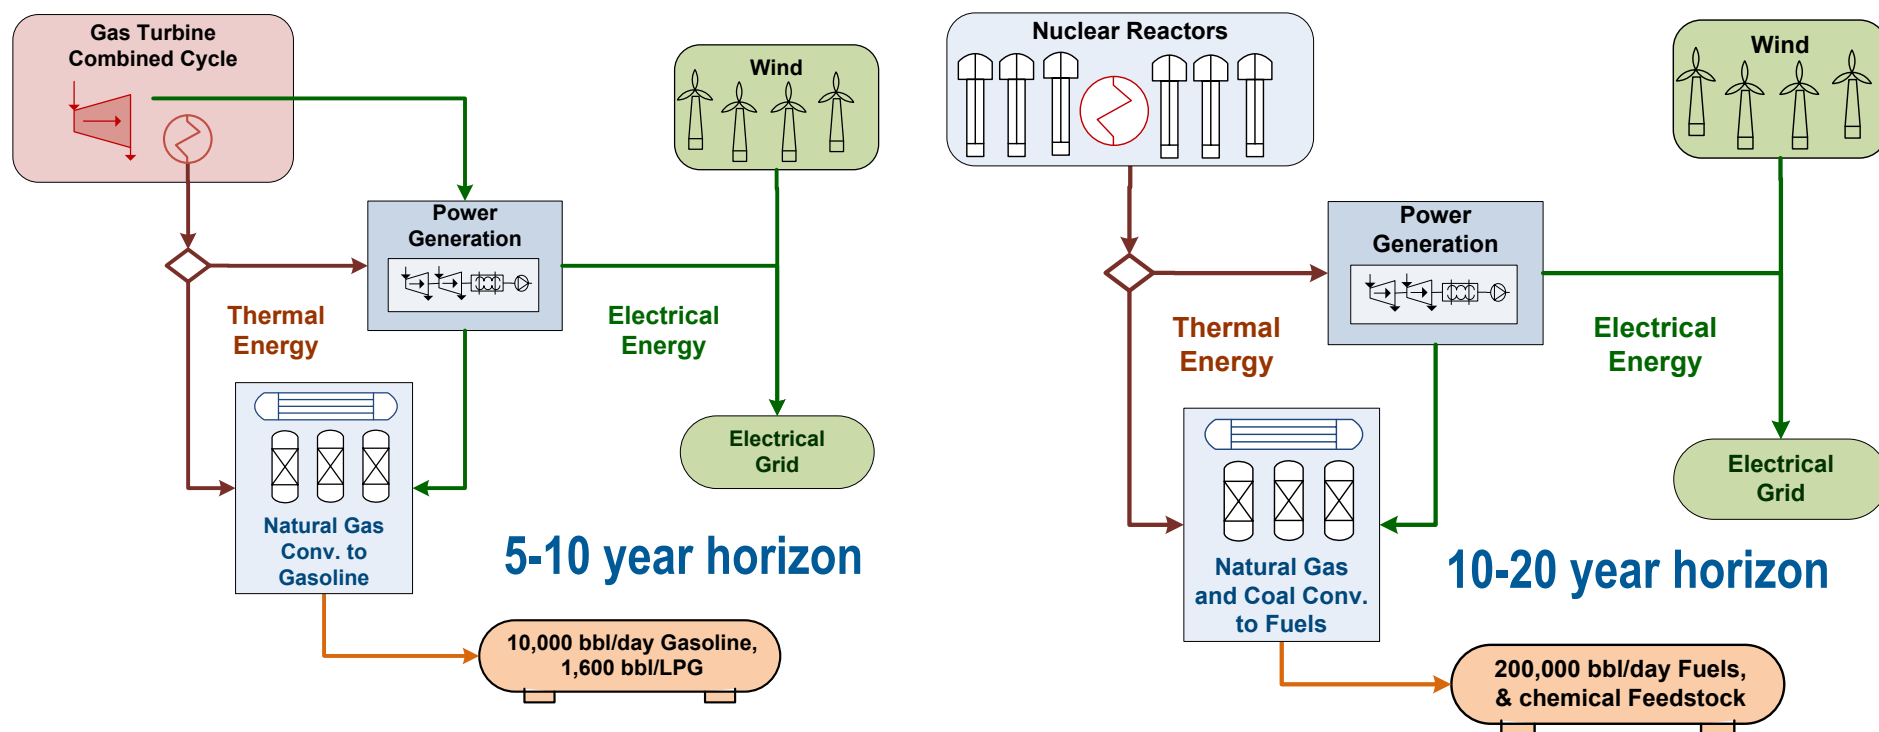 Gas Turbine
Combined Cycle
Wind
Power
Generation
Thermal
Energy
Electrical
Energy
Electrical
Grid
Natural Gas
Conv. to
Gasoline
5-10 year horizon
10,000 bbl/day Gasoline,
1,600 bbl/LPG
Nuclear Reactors
Wind
Power
Generation
Thermal
Energy
Electrical
Energy
Electrical
Grid
Natural Gas
and Coal Conv.
to Fuels
10-20 year horizon
200,000 bbl/day Fuels,
& chemical Feedstock